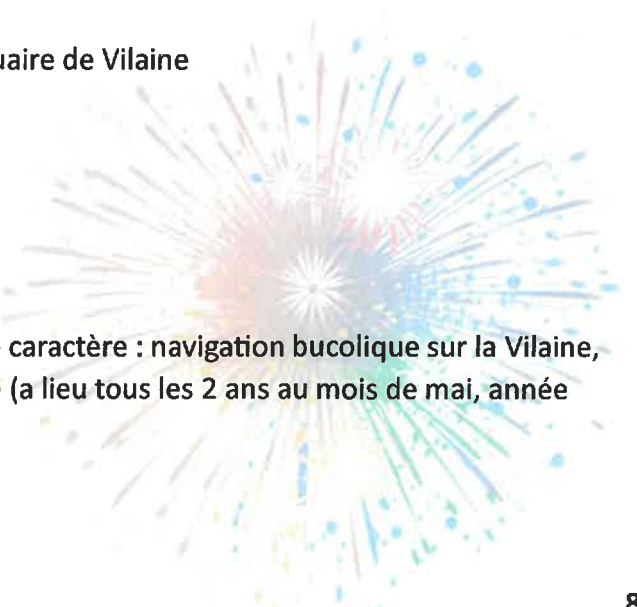 uaire de Vilaine
caractère : navigation bucolique sur la Vilaine,
(a lieu tous les 2 ans au mois de mai, année
8